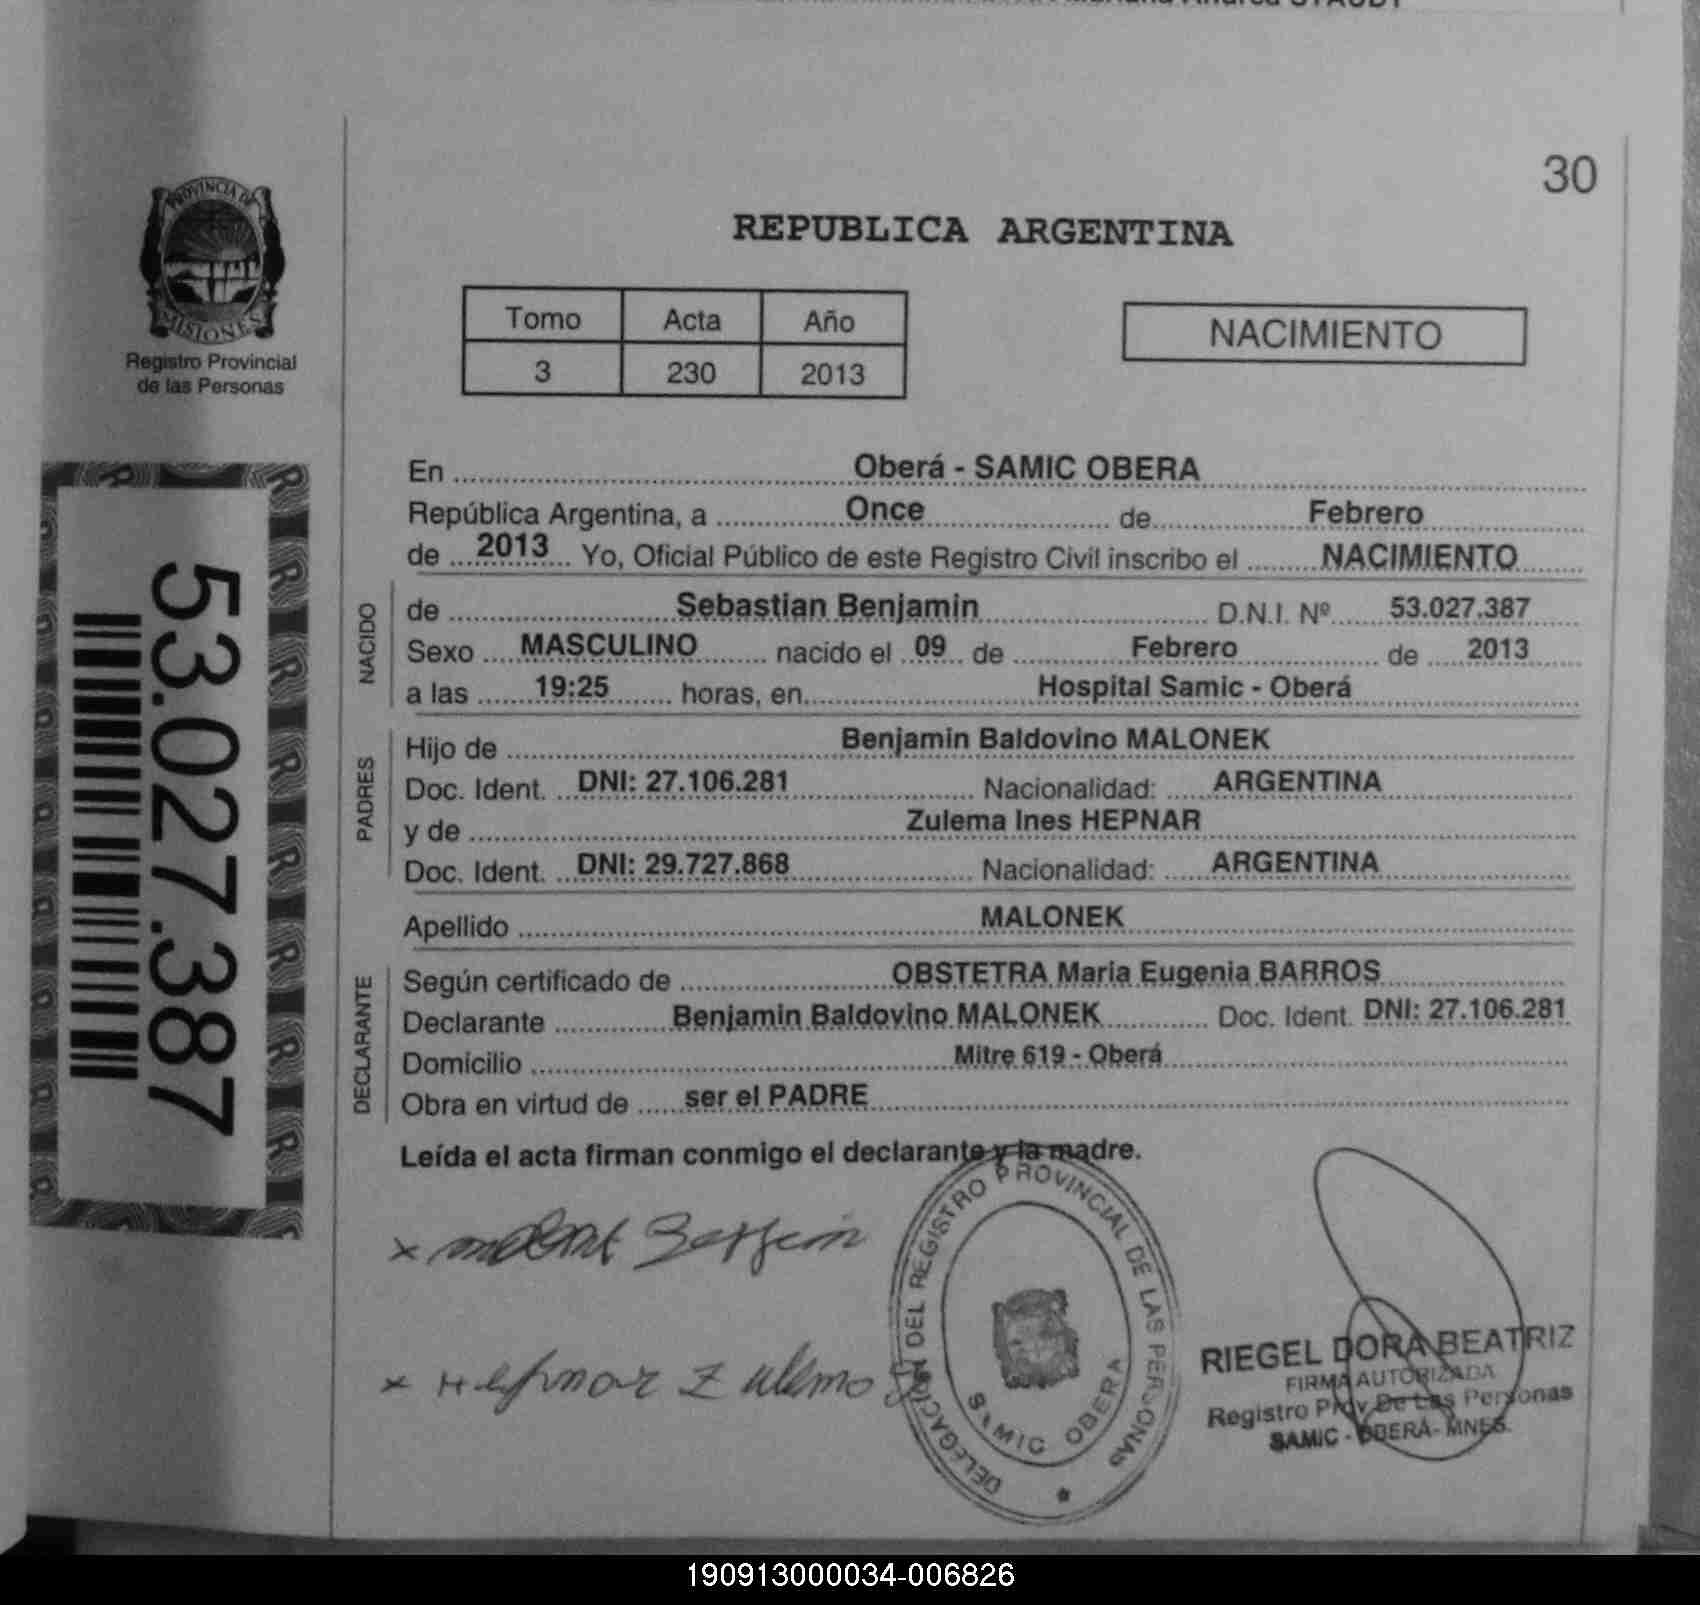 30
PROVINCIA DE
MISIONES
Registro Provincial
de las Personas
REPUBLICA ARGENTINA
Tomo Acta Año
3 230 2013
NACIMIENTO
53.027.387
En Oberá - SAMIC OBERA
República Argentina, a Once de Febrero
de 2013 Yo, Oficial Público de este Registro Civil inscribo el NACIMIENTO
NACIDO
de Sebastian Benjamin D.N.I. Nº 53.027.387
Sexo MASCULINO nacido el 09 de Febrero de 2013
a las 19:25 horas, en Hospital Samic - Oberá
PADRES
Hijo de Benjamin Baldovino MALONEK
Doc. Ident. DNI: 27.106.281 Nacionalidad: ARGENTINA
y de Zulema Ines HEPNAR
Doc. Ident. DNI: 29.727.868 Nacionalidad: ARGENTINA
Apellido MALONEK
DECLARANTE
Según certificado de OBSTETRA Maria Eugenia BARROS
Declarante Benjamin Baldovino MALONEK Doc. Ident. DNI: 27.106.281
Domicilio Mitre 619 - Oberá
Obra en virtud de ser el PADRE
Leída el acta firman conmigo el declarante y la madre.
x Hepnar Zulema
DELEGACIÓN DEL REGISTRO PROVINCIAL DE LAS PERSONAS
SAMIC OBERA
RIEGEL DORA BEATRIZ
FIRMA AUTORIZADA
Registro Prov De Las Personas
SAMIC - OBERÁ - MNES.
190913000034-006826